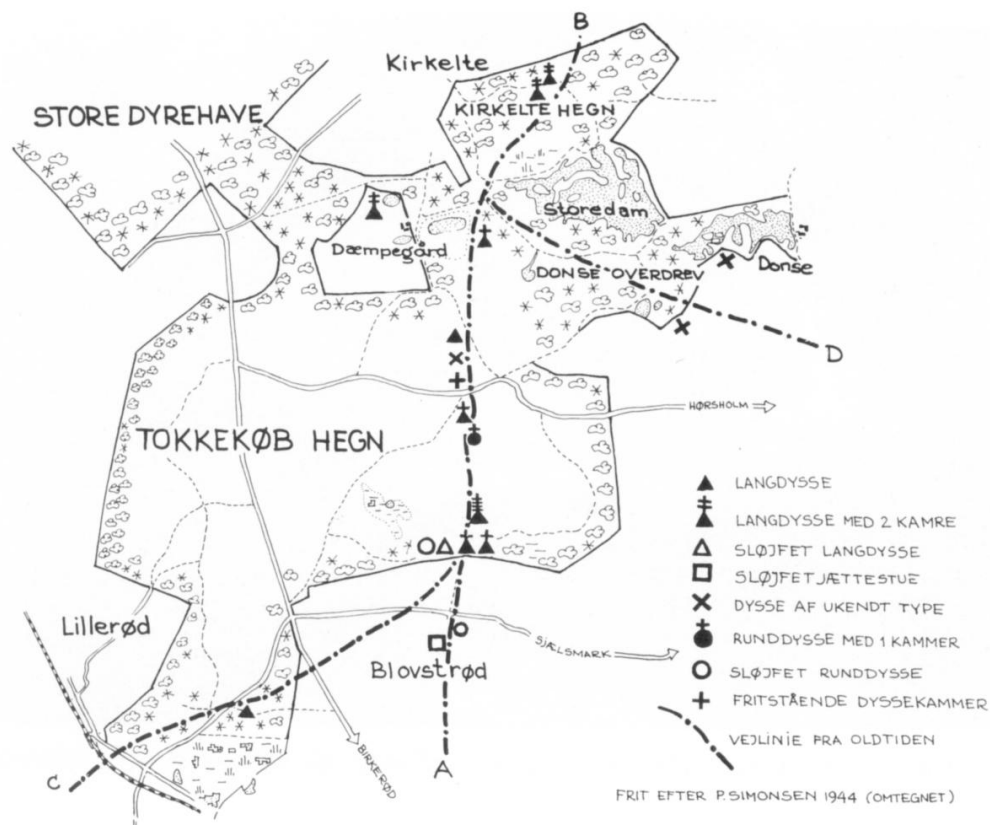 B
Kirkelte
STORE DYREHAVE
KIRKELTE HEGN
Storedam
Dæmpegård
DONSE OVERDREV
Donse
D
HØRSHOLM
TOKKEKØB HEGN
Lillerød
SJÆLSMARK
Blovstrød
BIRKERØD
C
A
LANGDYSSE
LANGDYSSE MED 2 KAMRE
SLØJFET LANGDYSSE
SLØJFET JÆTTESTUE
DYSSE AF UKENDT TYPE
RUNDDYSSE MED 1 KAMMER
SLØJFET RUNDDYSSE
FRITSTÅENDE DYSSEKAMMER
VEJLINIE FRA OLDTIDEN
FRIT EFTER P. SIMONSEN 1944 (OMTEGNET)